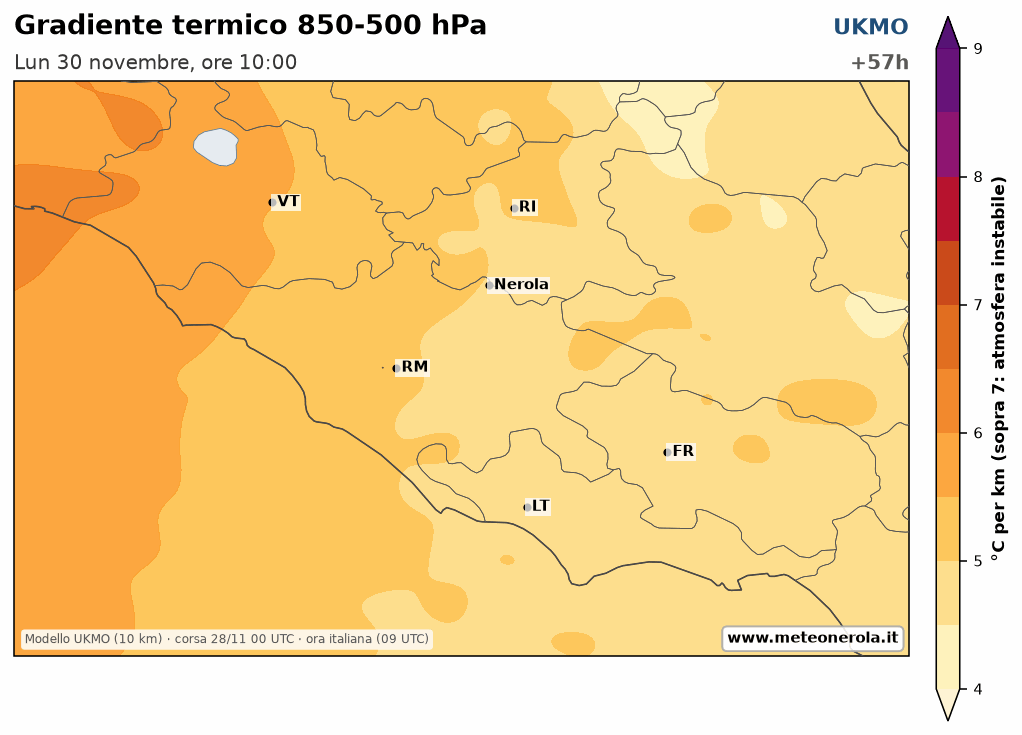 Gradiente termico 850-500 hPa
UKMO
Lun 30 novembre, ore 10:00
+57h
VT
RI
Nerola
RM
FR
LT
Modello UKMO (10 km) · corsa 28/11 00 UTC · ora italiana (09 UTC)
www.meteonerola.it
9
8
7
6
5
4
°C per km (sopra 7: atmosfera instabile)